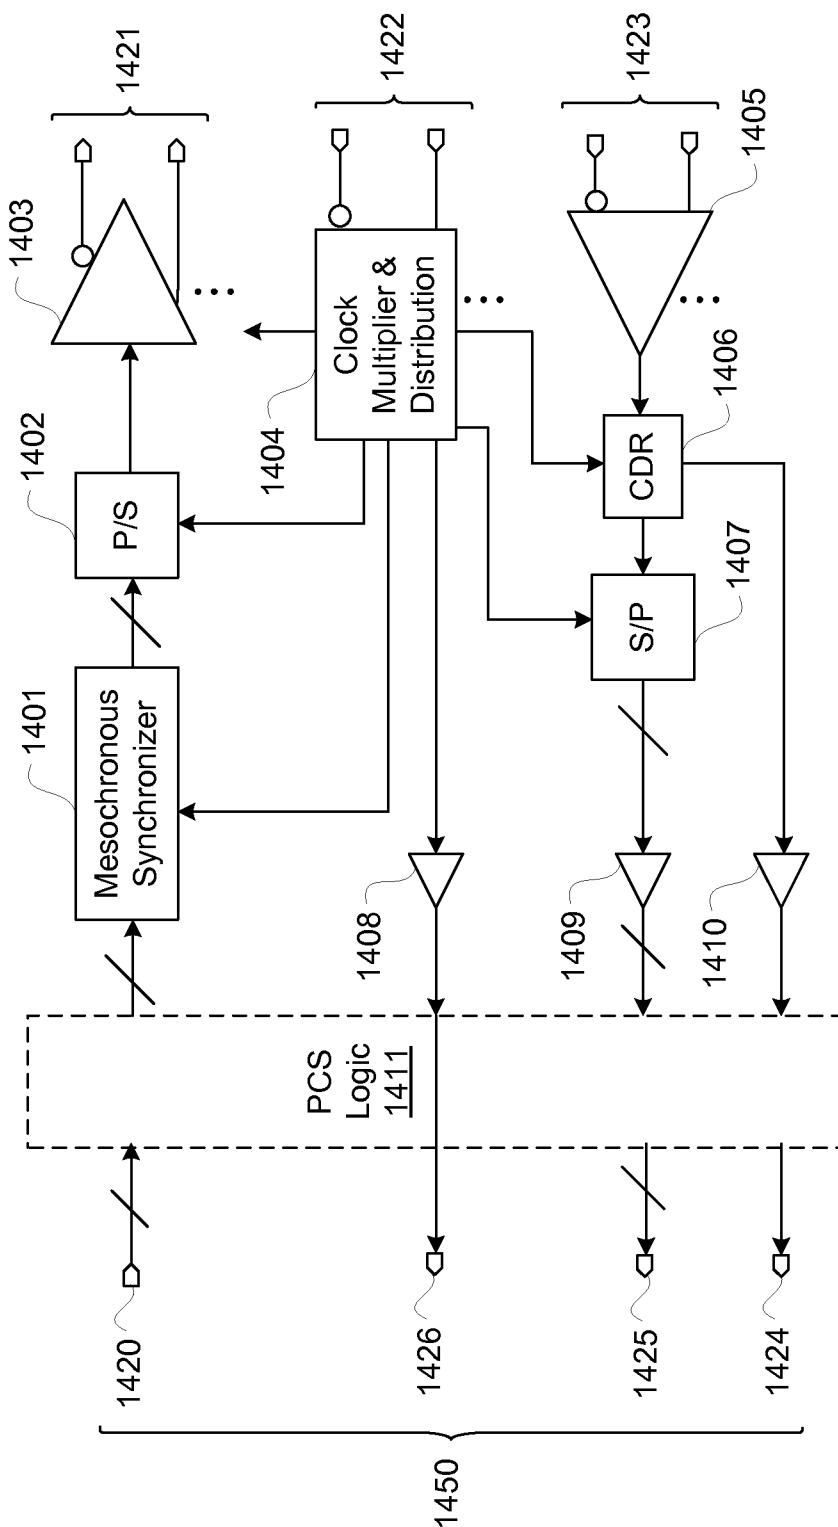 1450
1420
1426
1425
1424
PCS
Logic
1411
1401
Mesochronous
Synchronizer
1402
P/S
1403
1421
1404
Clock
Multiplier &
Distribution
...
...
1422
1408
1409
1410
S/P
1407
CDR
1406
...
1405
1423